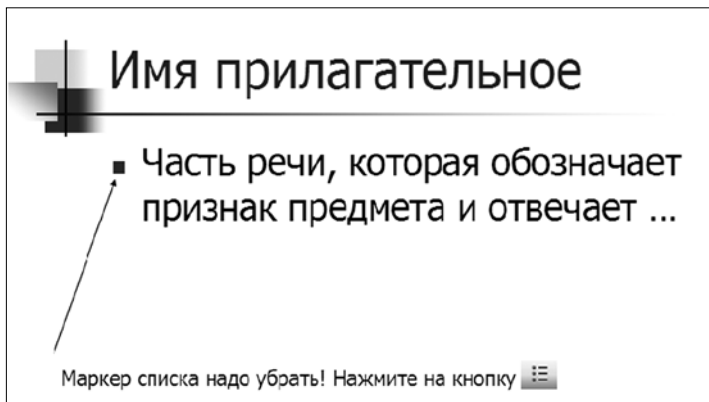 Имя прилагательное
Часть речи, которая обозначает
признак предмета и отвечает ...
Маркер списка надо убрать! Нажмите на кнопку